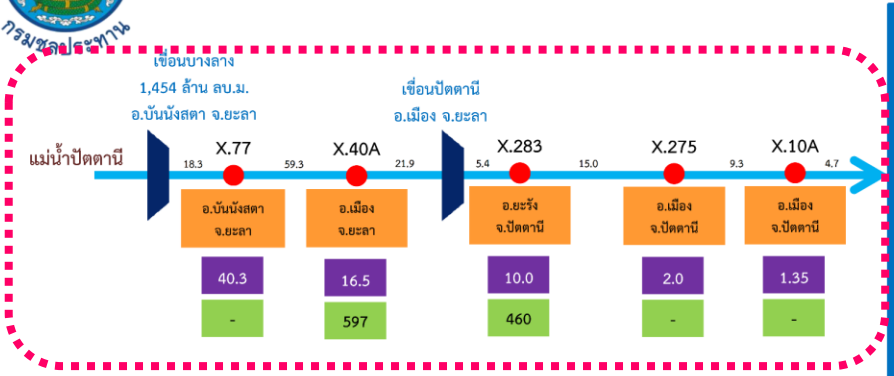 กรมชลประทาน
เขื่อนบางลาง
1,454 ล้าน ลบ.ม.
อ.บันนังสตา จ.ยะลา
เขื่อนปัตตานี
อ.เมือง จ.ยะลา
แม่น้ำปัตตานี
X.77
X.40A
X.283
X.275
X.10A
18.3
59.3
21.9
5.4
15.0
9.3
4.7
อ.บันนังสตา
จ.ยะลา
อ.เมือง
จ.ยะลา
อ.ยะรัง
จ.ปัตตานี
อ.เมือง
จ.ปัตตานี
อ.เมือง
จ.ปัตตานี
40.3
16.5
10.0
2.0
1.35
-
597
460
-
-